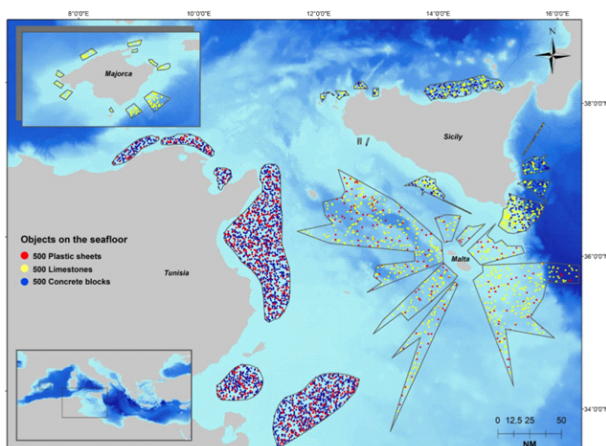 8°0'0"E 10°0'0"E 12°0'0"E 14°0'0"E 16°0'0"E
Majorca
N
38°0'0"N
Sicily
Objects on the seafloor
500 Plastic sheets
500 Limestones
500 Concrete blocks
Tunisia
Malta
36°0'0"N
34°0'0"N
0 12.5 25 50
NM